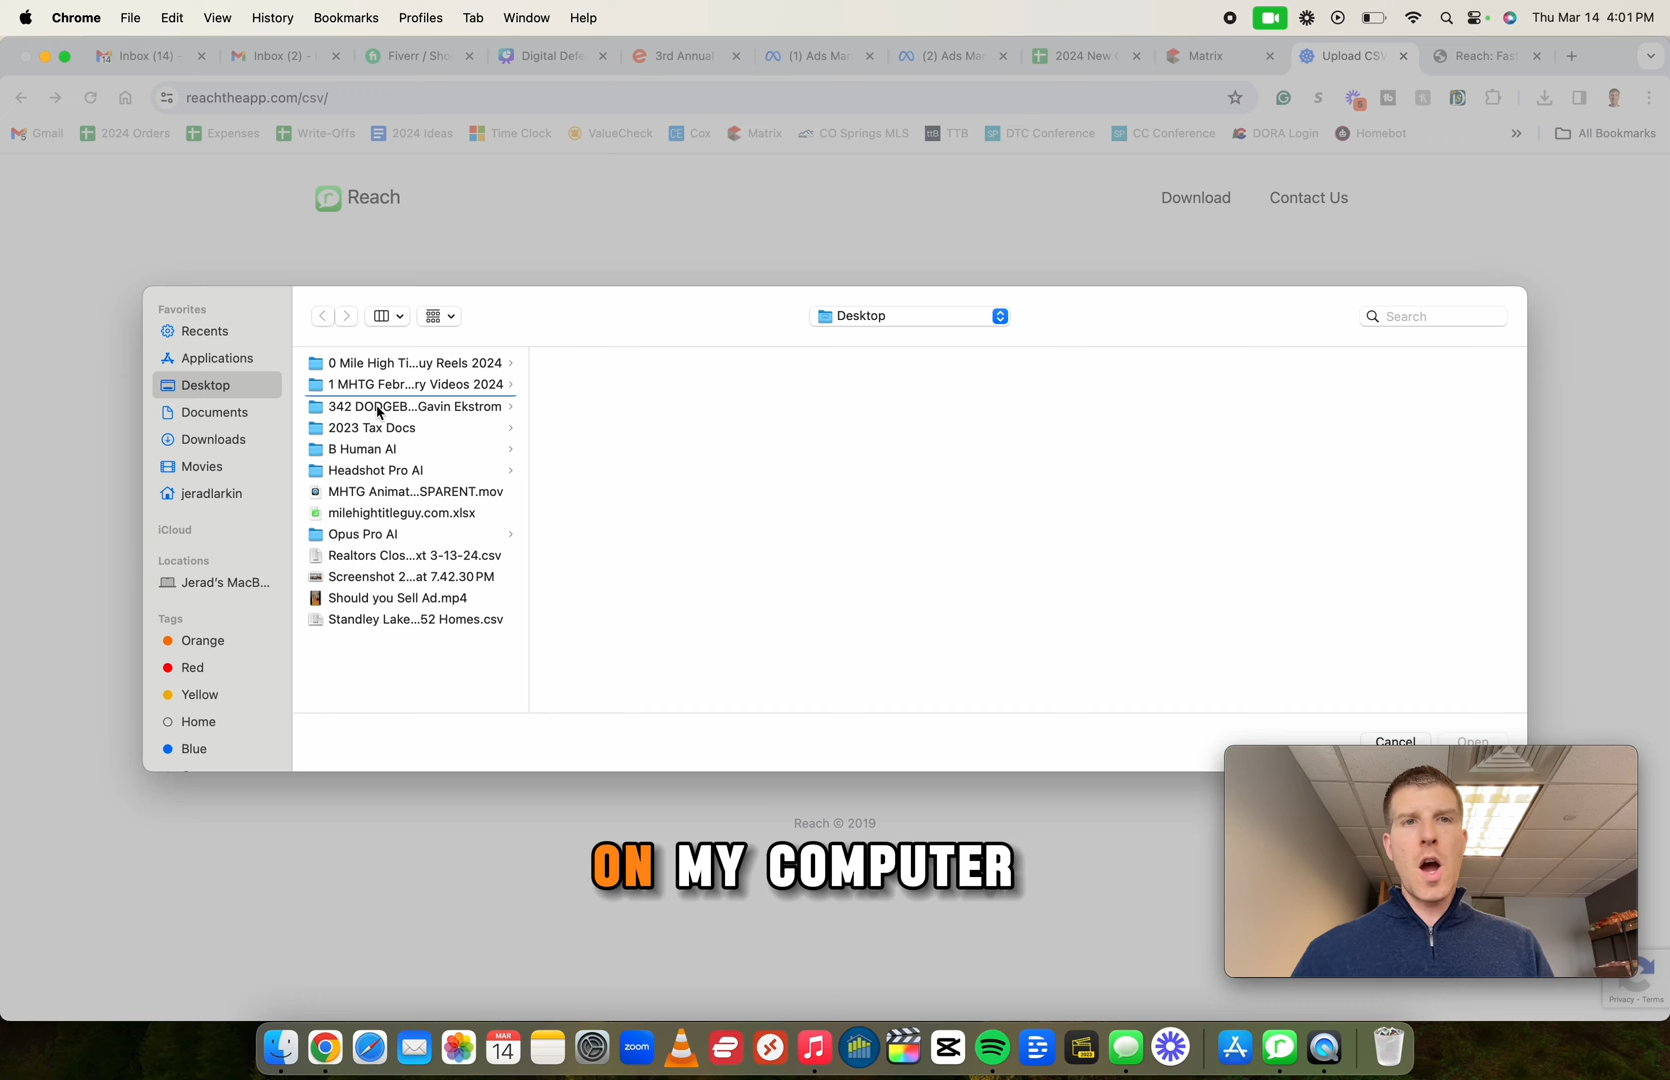 Chrome File Edit View History Bookmarks Profiles Tab Window Help
Thu Mar 14 4:01 PM
Inbox (14) - Inbox (2) - Fiverr / Sho Digital Defe 3rd Annual (1) Ads Mar (2) Ads Mar 2024 New C Matrix Upload CSV Reach: Fast
reachtheapp.com/csv/
Gmail 2024 Orders Expenses Write-Offs 2024 Ideas Time Clock ValueCheck Cox Matrix CO Springs MLS TTB DTC Conference CC Conference DORA Login Homebot » All Bookmarks
Reach Download Contact Us
Favorites
Recents
Applications
Desktop
Documents
Downloads
Movies
jeradlarkin
iCloud
Locations
Jerad's MacB...
Tags
Orange
Red
Yellow
Home
Blue
Desktop
Search
0 Mile High Ti...uy Reels 2024
1 MHTG Febr...ry Videos 2024
342 DODGEB...Gavin Ekstrom
2023 Tax Docs
B Human AI
Headshot Pro AI
MHTG Animat...SPARENT.mov
milehightitleguy.com.xlsx
Opus Pro AI
Realtors Clos...xt 3-13-24.csv
Screenshot 2...at 7.42.30 PM
Should you Sell Ad.mp4
Standley Lake...52 Homes.csv
Cancel Open
Reach © 2019
ON MY COMPUTER
Privacy - Terms
MAR
14
zoom